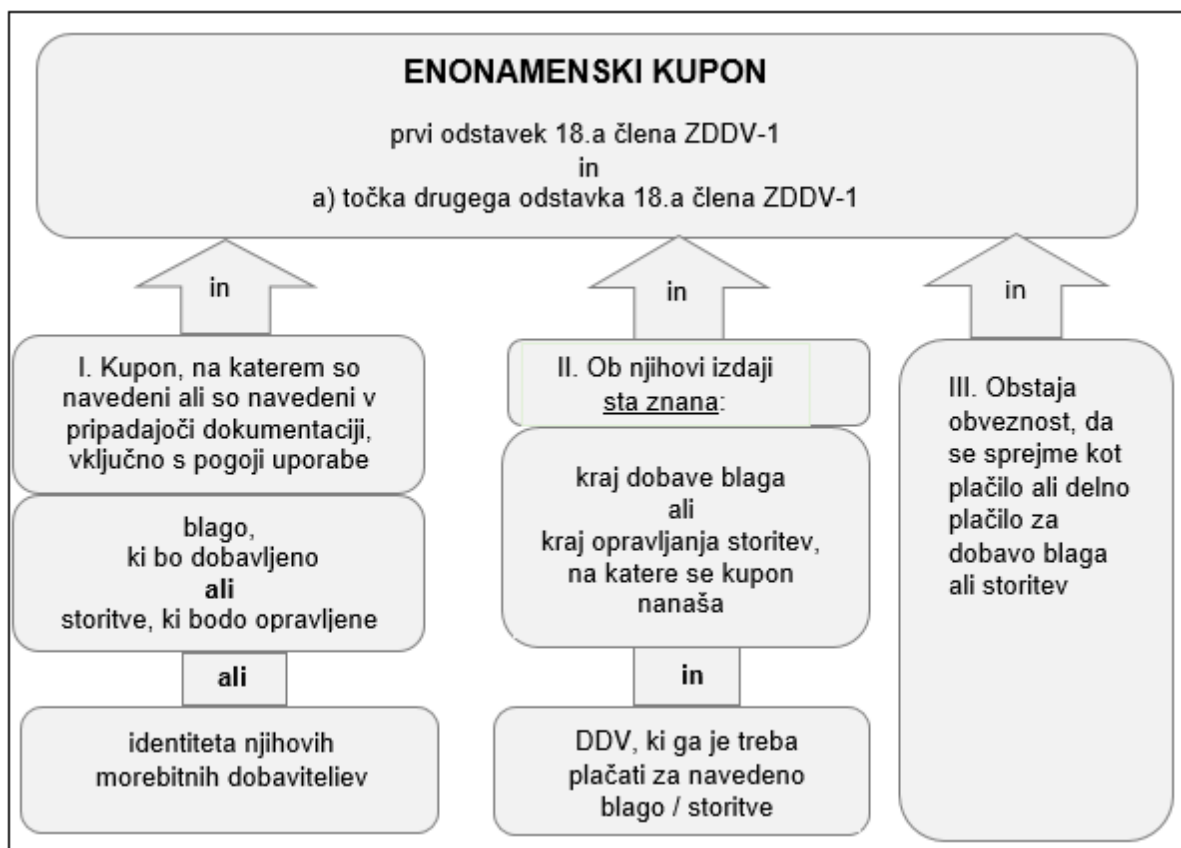 ENONAMENSKI KUPON
prvi odstavek 18.a člena ZDDV-1
in
a) točka drugega odstavka 18.a člena ZDDV-1
in
I. Kupon, na katerem so
navedeni ali so navedeni v
pripadajoči dokumentaciji,
vključno s pogoji uporabe
blago,
ki bo dobavljeno
ali
storitve, ki bodo opravljene
ali
identiteta njihovih
morebitnih dobaviteliev
in
II. Ob njihovi izdaji
sta znana:
kraj dobave blaga
ali
kraj opravljanja storitev,
na katere se kupon
nanaša
in
DDV, ki ga je treba
plačati za navedeno
blago / storitve
in
III. Obstaja
obveznost, da
se sprejme kot
plačilo ali delno
plačilo za
dobavo blaga
ali storitev